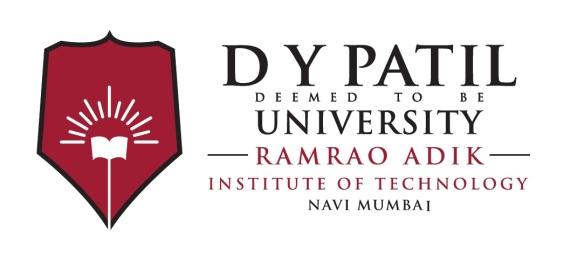 D Y PATIL
DEEMED TO BE
UNIVERSITY
RAMRAO ADIK
INSTITUTE OF TECHNOLOGY
NAVI MUMBAI